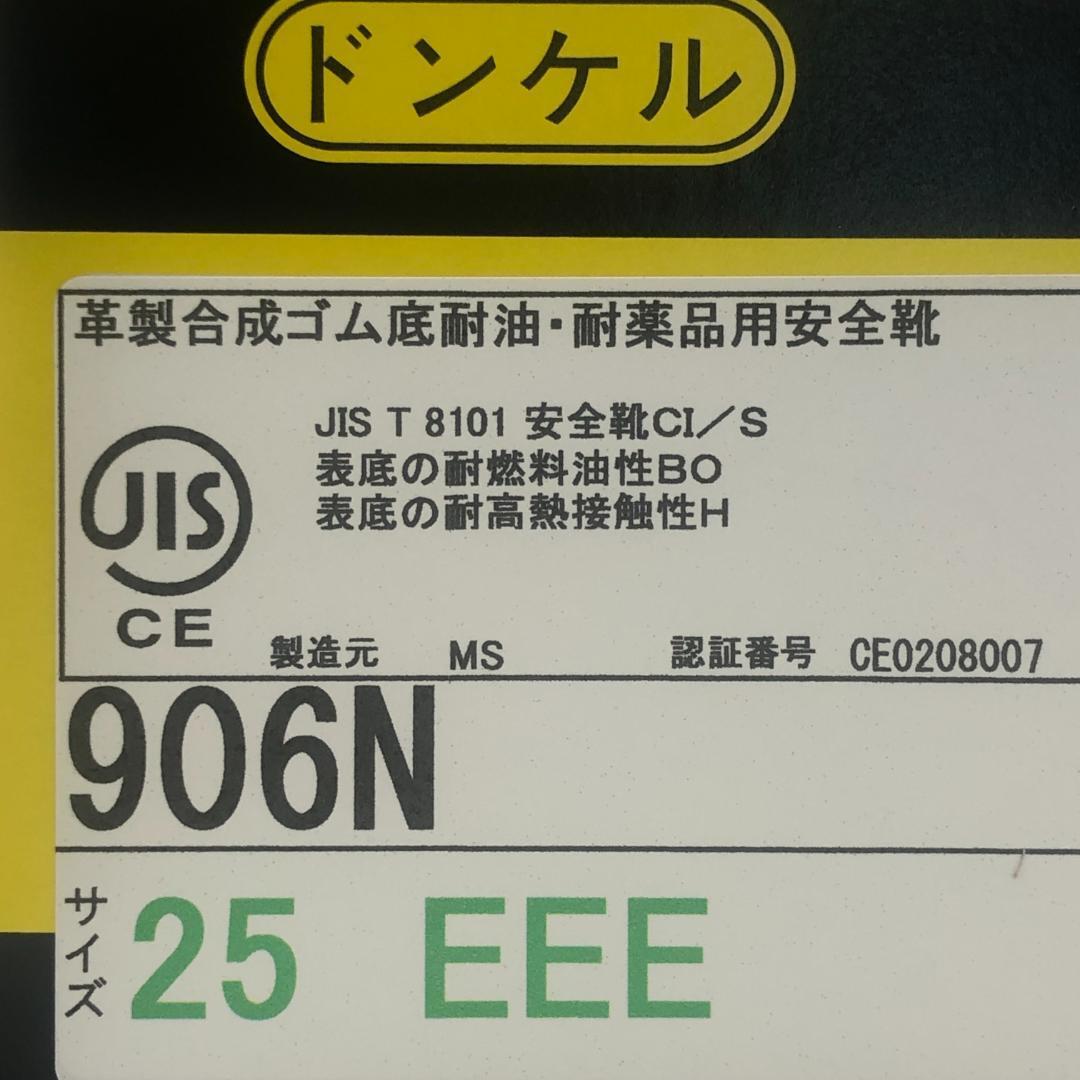 ドンケル
革製合成ゴム底耐油・耐薬品用安全靴
JIS T 8101 安全靴CI／S
表底の耐燃料油性BO
表底の耐高熱接触性H
JIS
CE
製造元 MS 認証番号 CE0208007
906N
サイズ 25 EEE